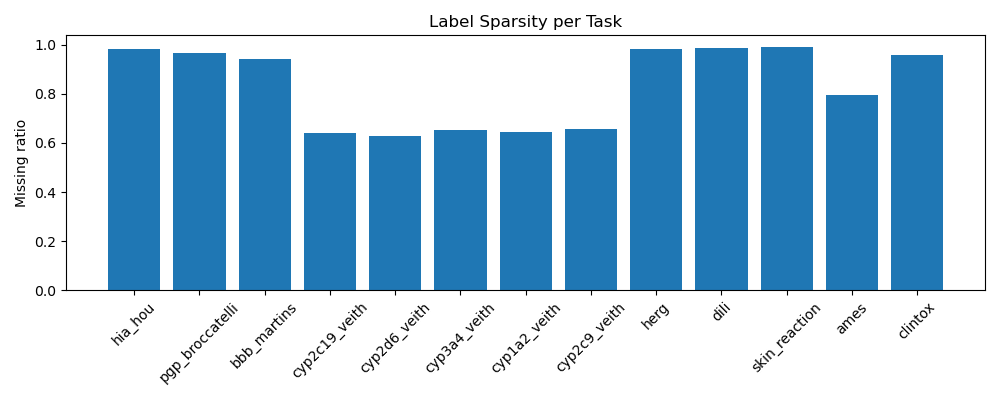 Label Sparsity per Task
Missing ratio
1.0
0.8
0.6
0.4
0.2
0.0
hia_hou
pgp_broccatelli
bbb_martins
cyp2c19_veith
cyp2d6_veith
cyp3a4_veith
cyp1a2_veith
cyp2c9_veith
herg
dili
skin_reaction
ames
clintox